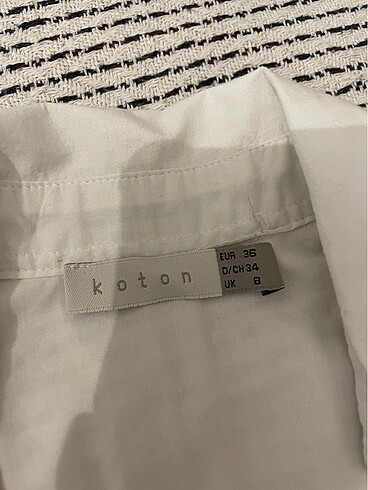 koton
EUR 36
D/CH 34
UK 8